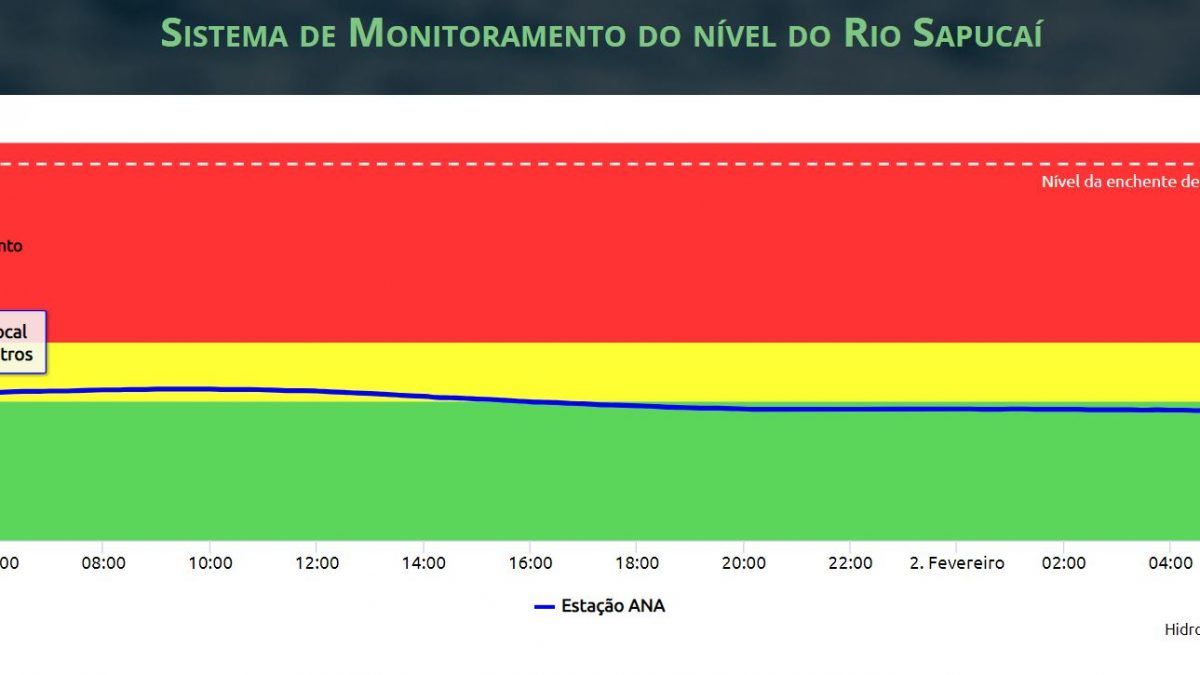 Sistema de Monitoramento do nível do Rio Sapucaí
Nível da enchente de
nto
ocal
tros
:00 08:00 10:00 12:00 14:00 16:00 18:00 20:00 22:00 2. Fevereiro 02:00 04:00
Estação ANA
Hidro